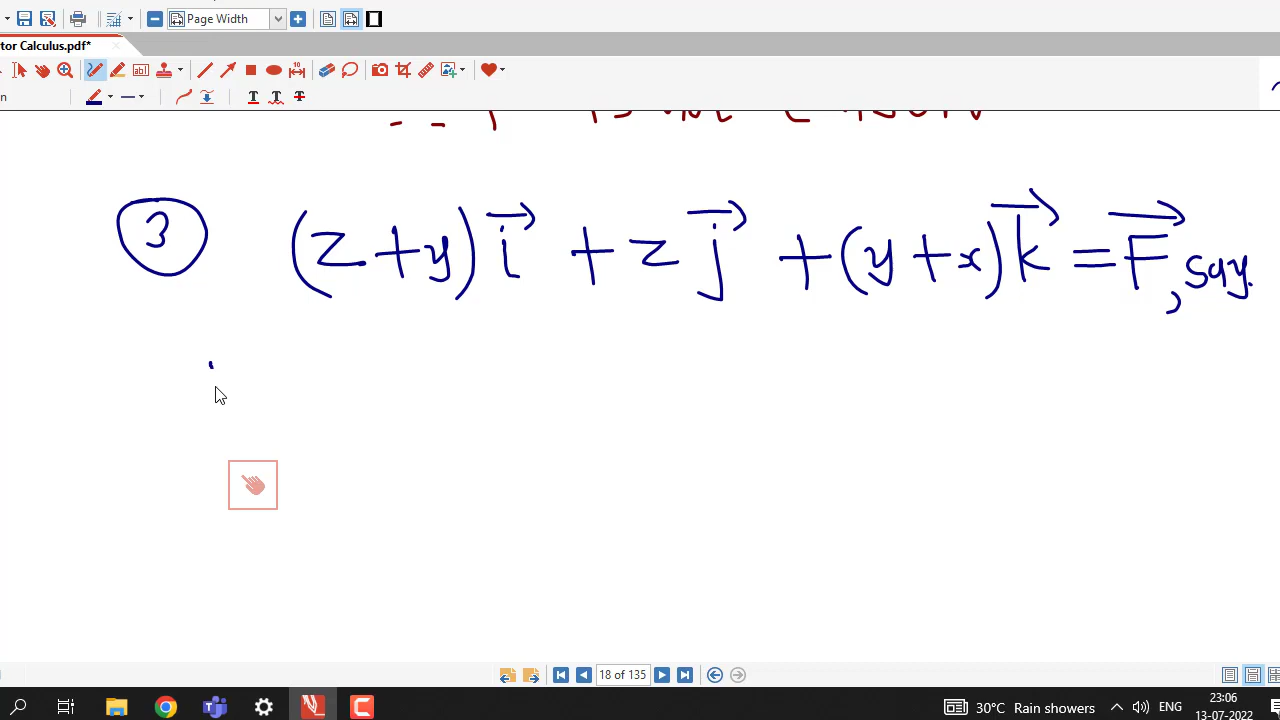 Page Width
tor Calculus.pdf*
③ (z+y)i⃗ + z j⃗ + (y+x)k⃗ = F⃗, say.
18 of 135
30°C Rain showers ENG 23:06
13-07-2022